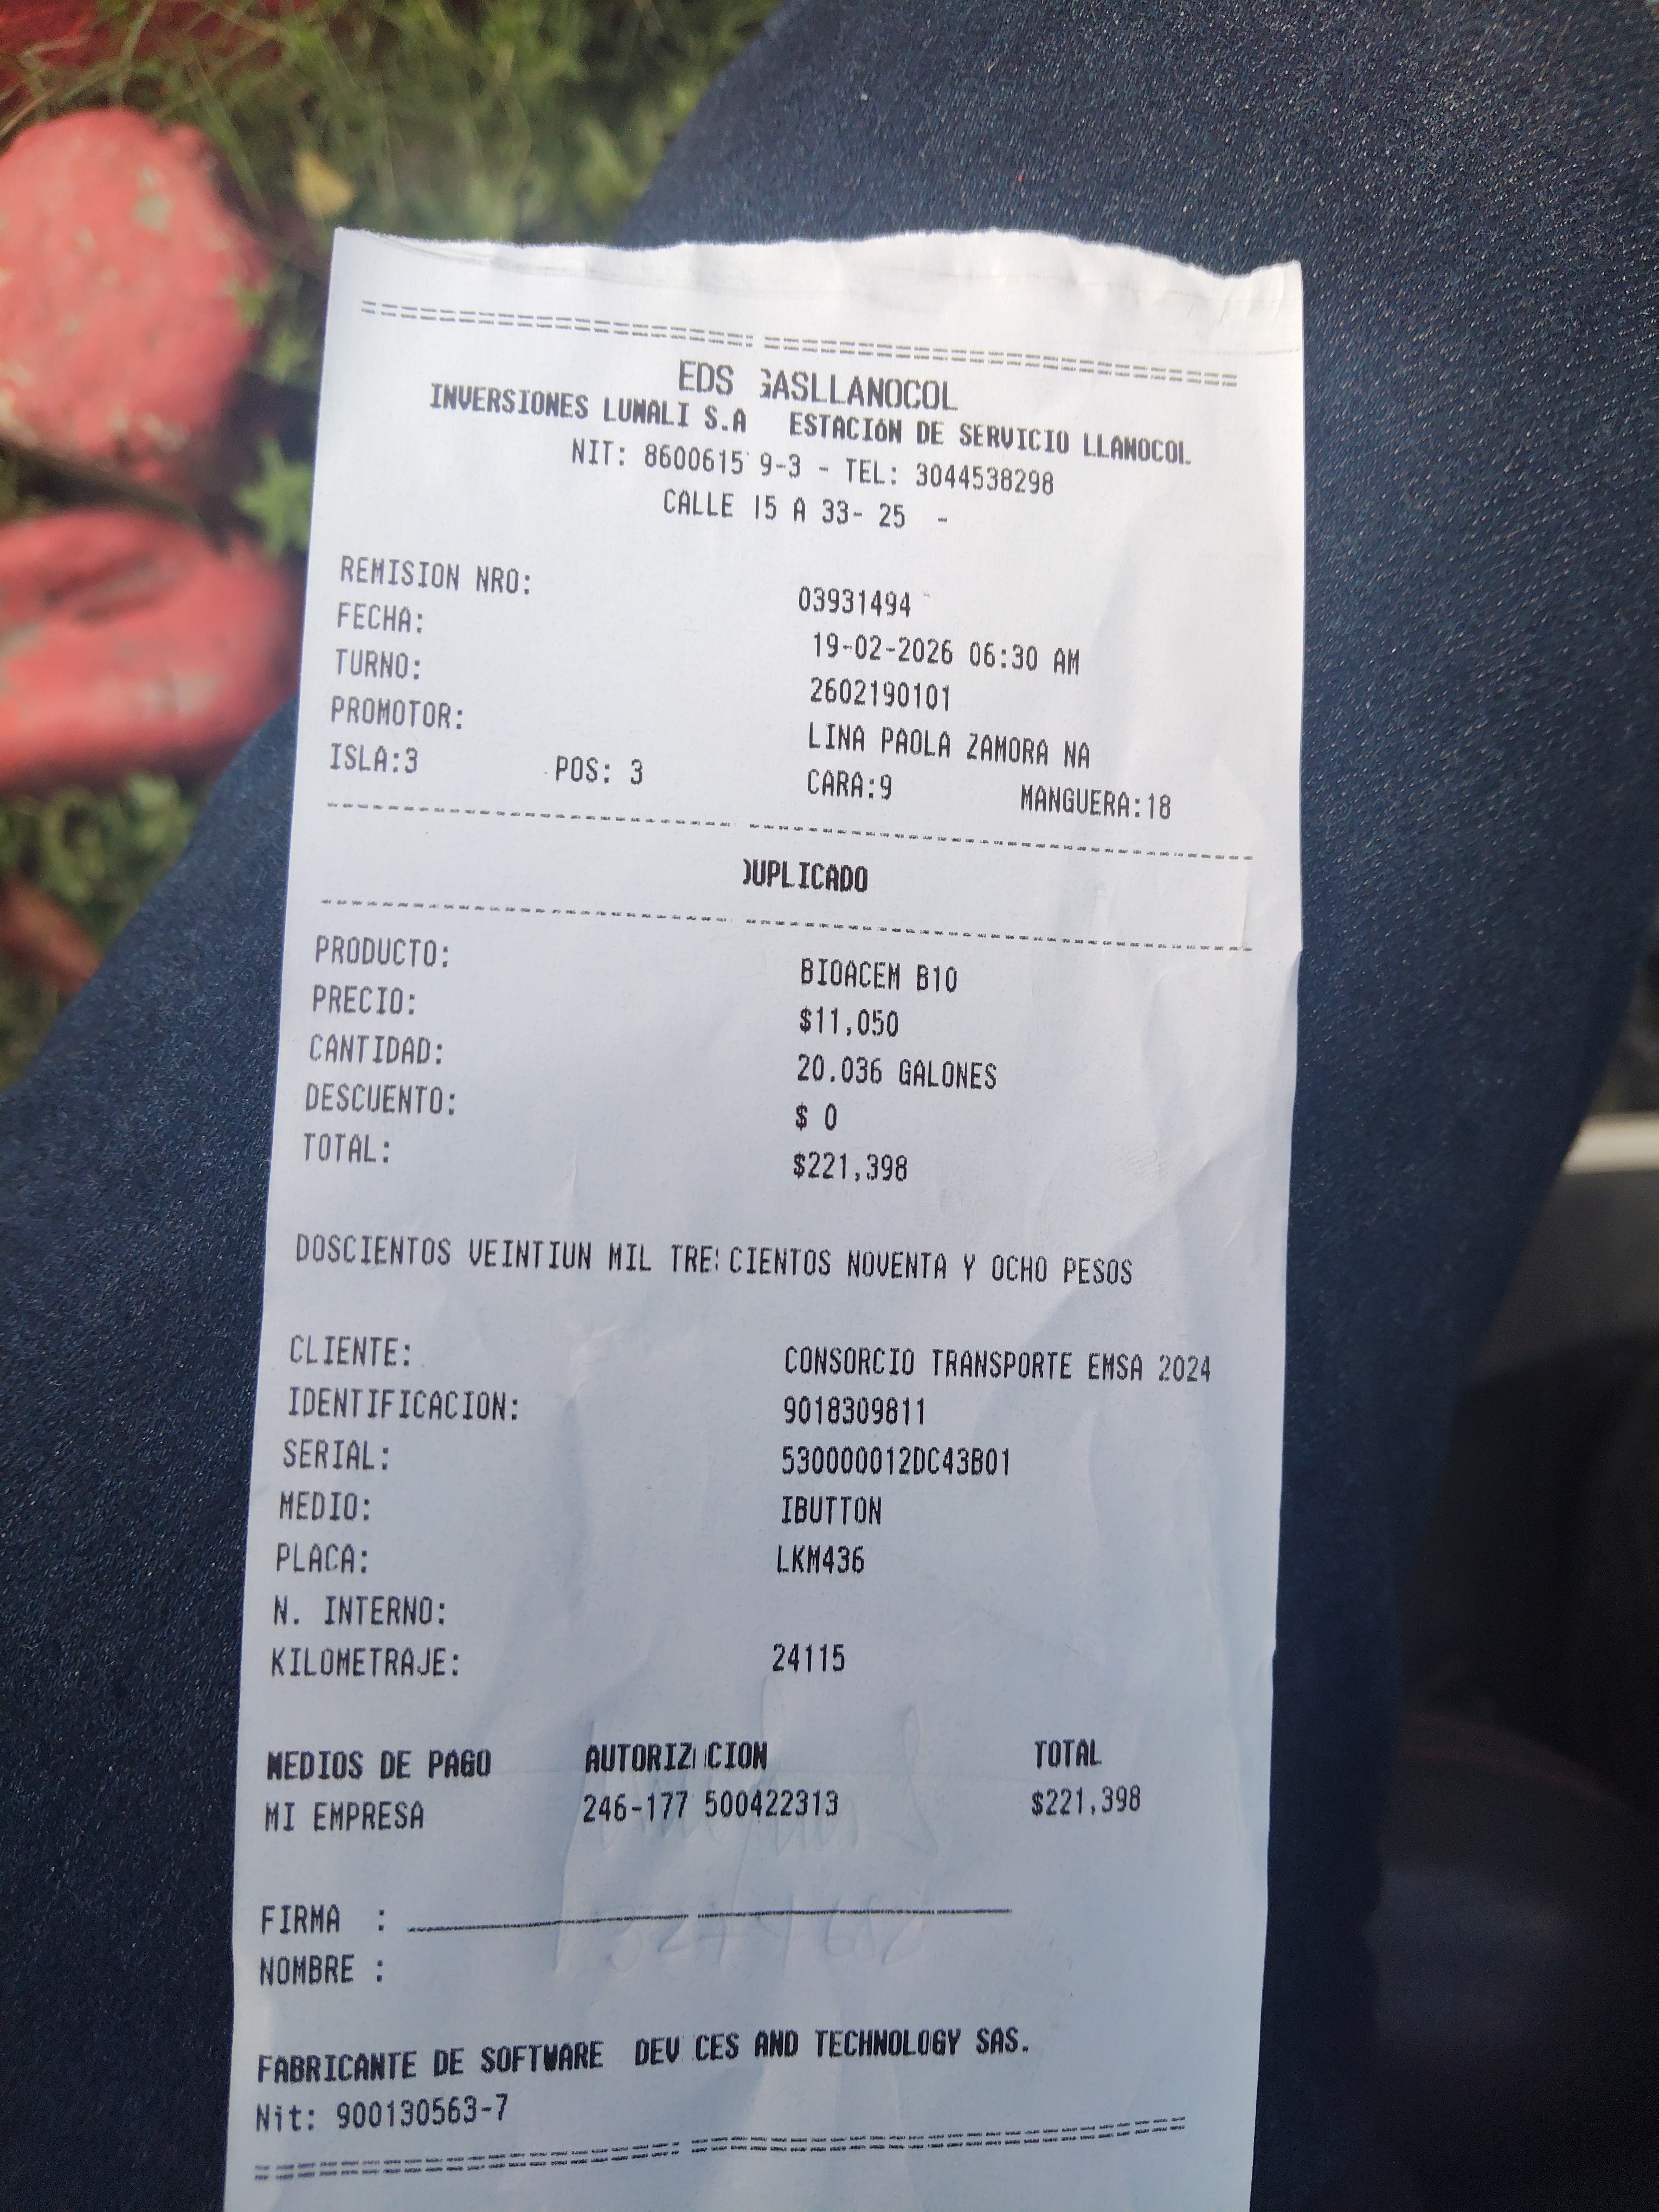 EDS GASLLANOCOL
INVERSIONES LUMALI S.A ESTACIÓN DE SERVICIO LLANOCOL
NIT: 8600615 9-3 - TEL: 3044538298
CALLE 15 A 33- 25 -
REMISION NRO: 03931494
FECHA: 19-02-2026 06:30 AM
TURNO: 2602190101
PROMOTOR: LINA PAOLA ZAMORA NA
ISLA:3 POS: 3 CARA:9 MANGUERA:18
DUPLICADO
PRODUCTO: BIOACEM B10
PRECIO: $11,050
CANTIDAD: 20.036 GALONES
DESCUENTO: $ 0
TOTAL: $221,398
DOSCIENTOS VEINTIUN MIL TRESCIENTOS NOVENTA Y OCHO PESOS
CLIENTE: CONSORCIO TRANSPORTE EMSA 2024
IDENTIFICACION: 9018309811
SERIAL: 530000012DC43B01
MEDIO: IBUTTON
PLACA: LKM436
N. INTERNO:
KILOMETRAJE: 24115
MEDIOS DE PAGO AUTORIZACION TOTAL
MI EMPRESA 246-177 500422313 $221,398
FIRMA :
NOMBRE :
FABRICANTE DE SOFTWARE DEVICES AND TECHNOLOGY SAS.
Nit: 900130563-7